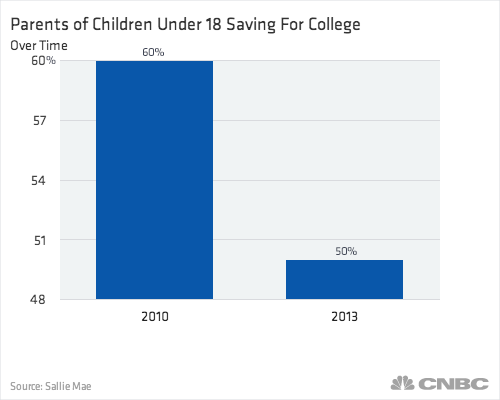 Parents of Children Under 18 Saving For College
Over Time
60%
60%
57
54
51
50%
48
2010 2013
Source: Sallie Mae
CNBC